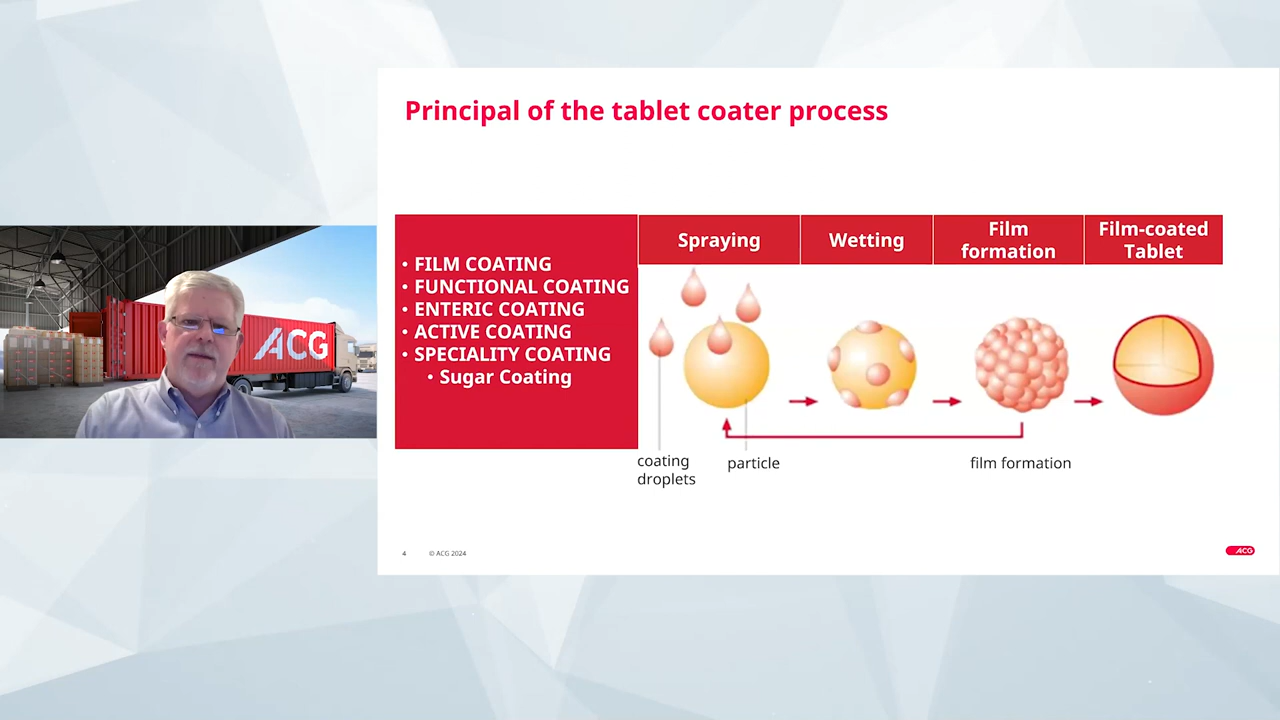 Principal of the tablet coater process
• FILM COATING
• FUNCTIONAL COATING
• ENTERIC COATING
• ACTIVE COATING
• SPECIALITY COATING
• Sugar Coating
Spraying
Wetting
Film
formation
Film-coated
Tablet
coating
droplets
particle
film formation
ACG
4
© ACG 2024
ACG